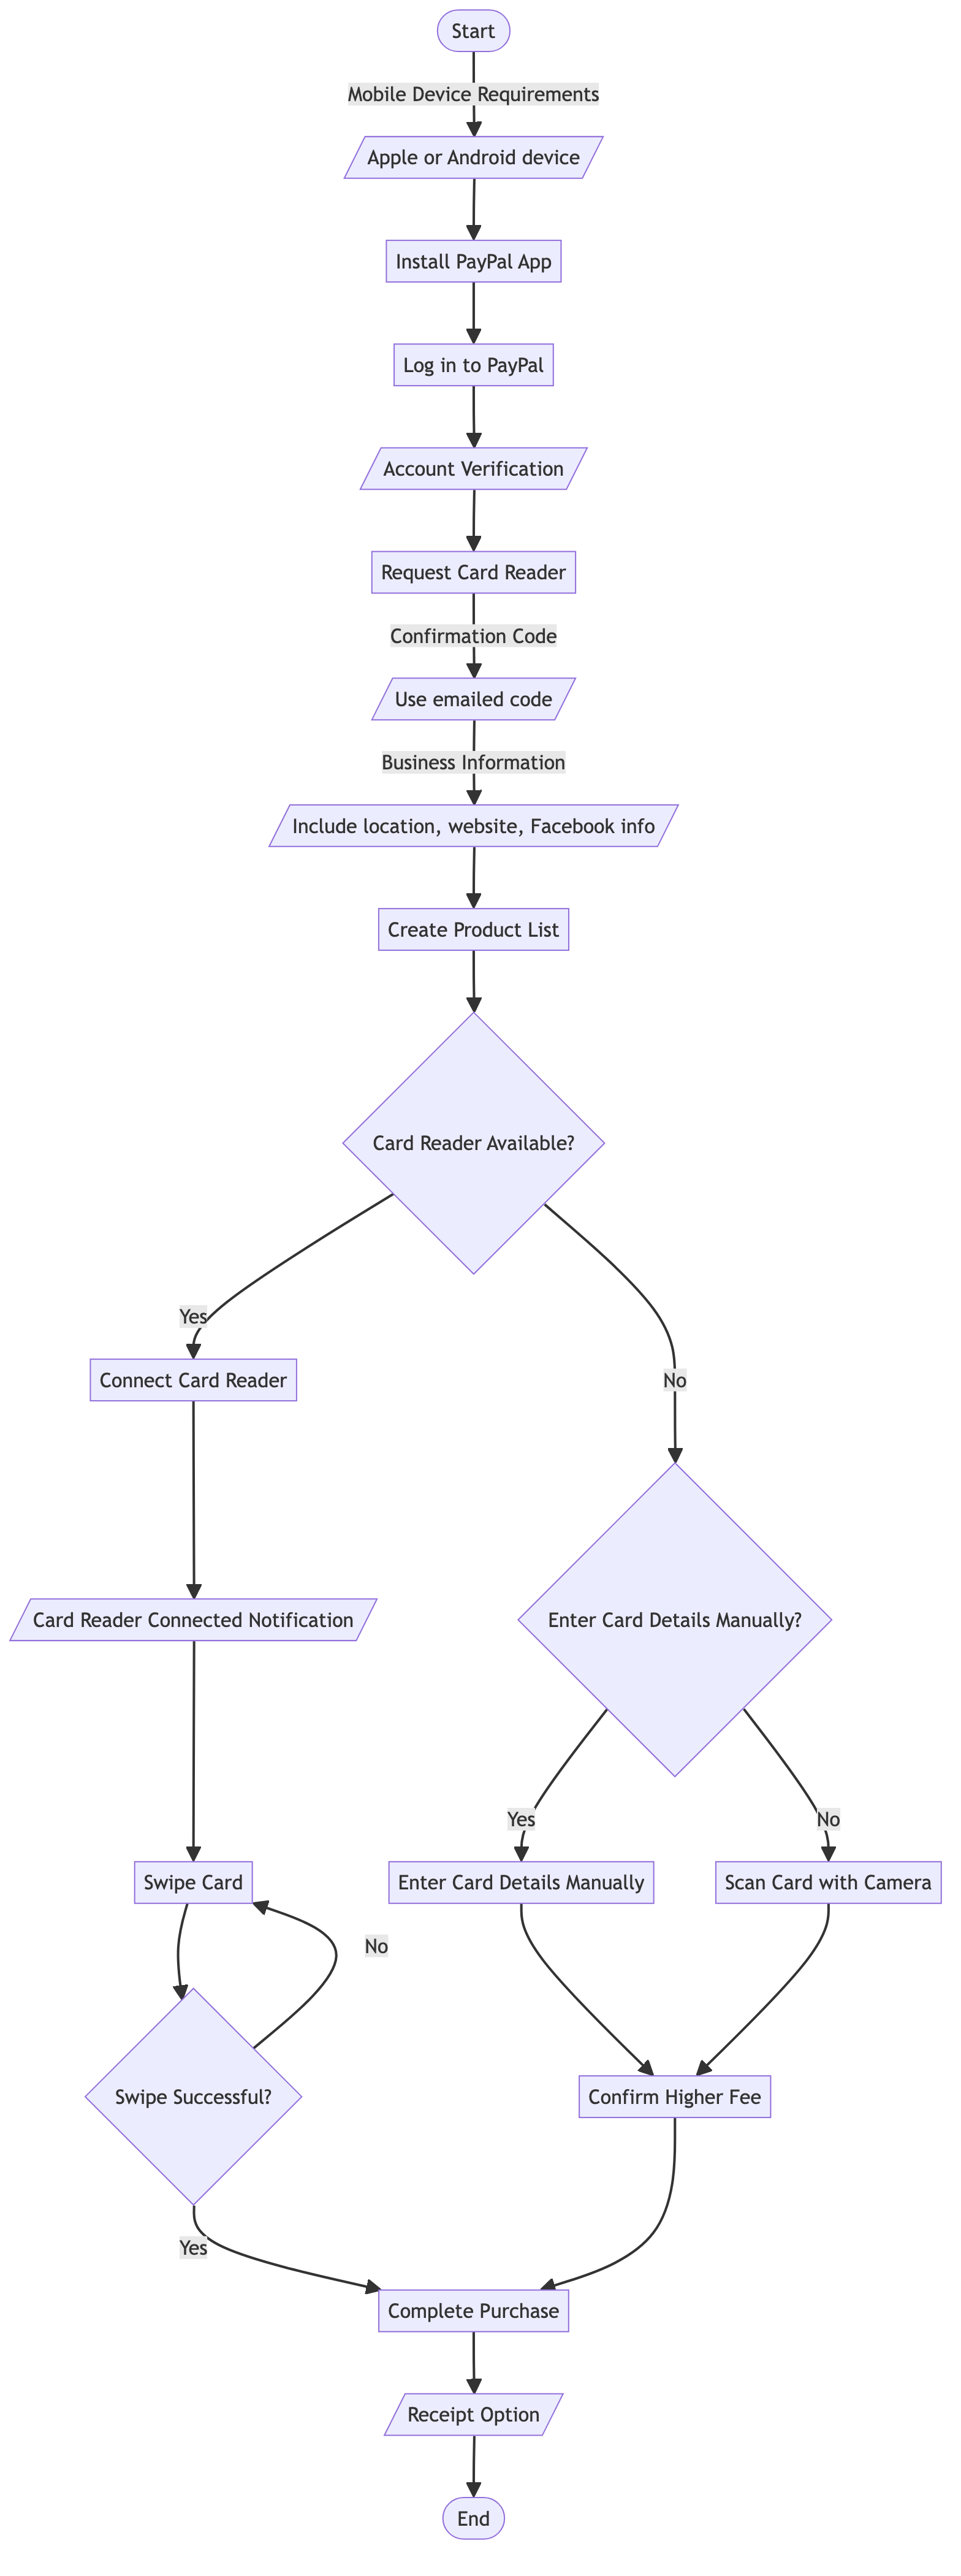 Start
Mobile Device Requirements
Apple or Android device
Install PayPal App
Log in to PayPal
Account Verification
Request Card Reader
Confirmation Code
Use emailed code
Business Information
Include location, website, Facebook info
Create Product List
Card Reader Available?
Yes
Connect Card Reader
No
Card Reader Connected Notification
Enter Card Details Manually?
Yes
No
Swipe Card
Enter Card Details Manually
Scan Card with Camera
No
Swipe Successful?
Confirm Higher Fee
Yes
Complete Purchase
Receipt Option
End